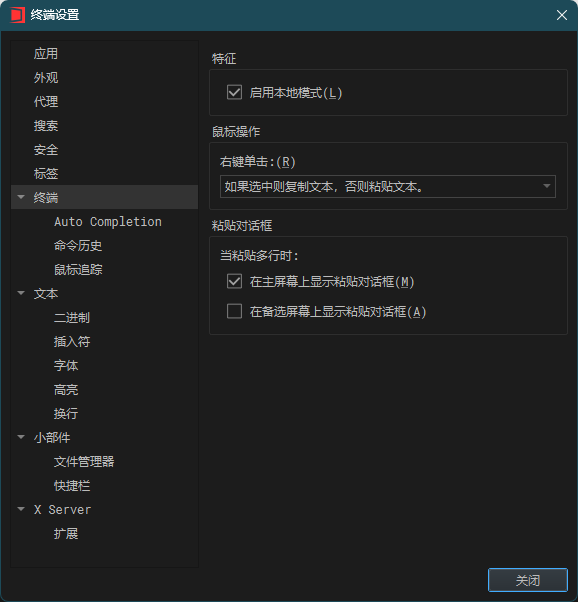 终端设置
应用
外观
代理
搜索
安全
标签
终端
Auto Completion
命令历史
鼠标追踪
文本
二进制
插入符
字体
高亮
换行
小部件
文件管理器
快捷栏
X Server
扩展
特征
启用本地模式(L)
鼠标操作
右键单击:(R)
如果选中则复制文本，否则粘贴文本。
粘贴对话框
当粘贴多行时:
在主屏幕上显示粘贴对话框(M)
在备选屏幕上显示粘贴对话框(A)
关闭